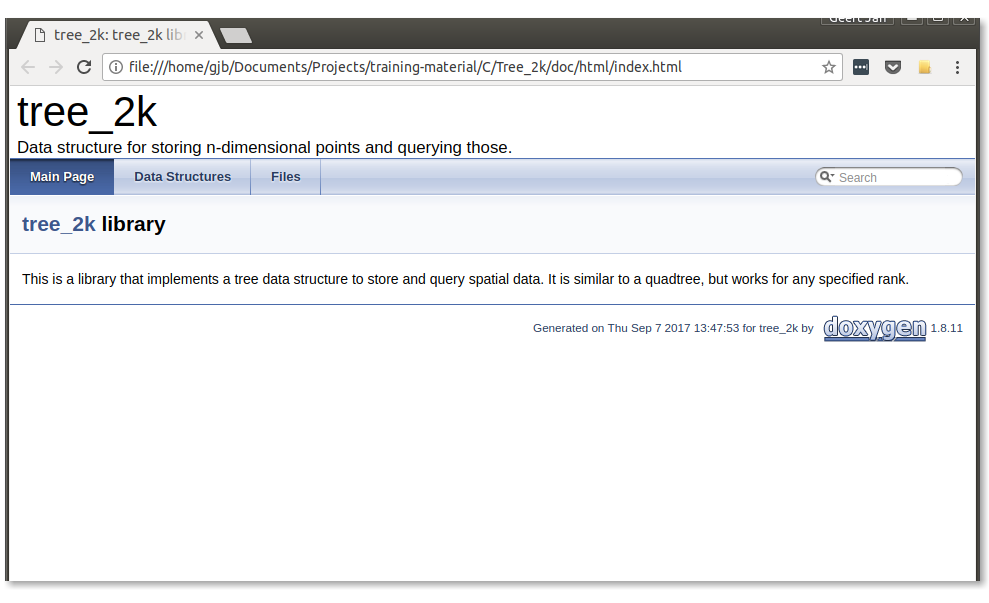 Geert Jan
tree_2k: tree_2k lib
file:///home/gjb/Documents/Projects/training-material/C/Tree_2k/doc/html/index.html
tree_2k
Data structure for storing n-dimensional points and querying those.
Main Page Data Structures Files Search
tree_2k library
This is a library that implements a tree data structure to store and query spatial data. It is similar to a quadtree, but works for any specified rank.
Generated on Thu Sep 7 2017 13:47:53 for tree_2k by doxygen 1.8.11